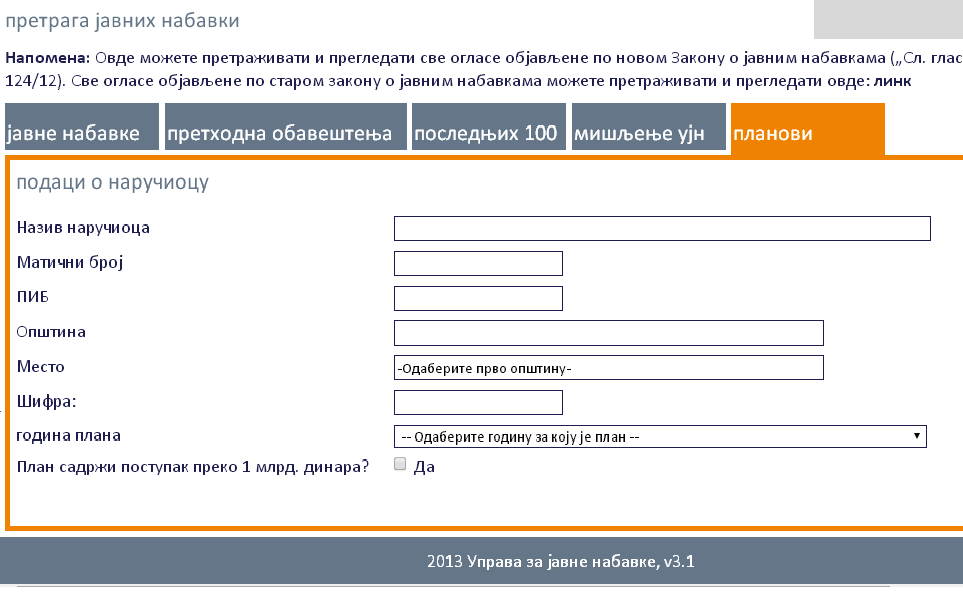 претрага јавних набавки
Напомена: Овде можете претраживати и прегледати све огласе објављене по новом Закону о јавним набавкама („Сл. глас
124/12). Све огласе објављене по старом закону о јавним набавкама можете претраживати и прегледати овде: линк
јавне набавке претходна обавештења последњих 100 мишљење ујн планови
подаци о наручиоцу
Назив наручиоца
Матични број
ПИБ
Општина
Место -Одаберите прво општину-
Шифра:
година плана -- Одаберите годину за коју је план --
План садржи поступак преко 1 млрд. динара? Да
2013 Управа за јавне набавке, v3.1